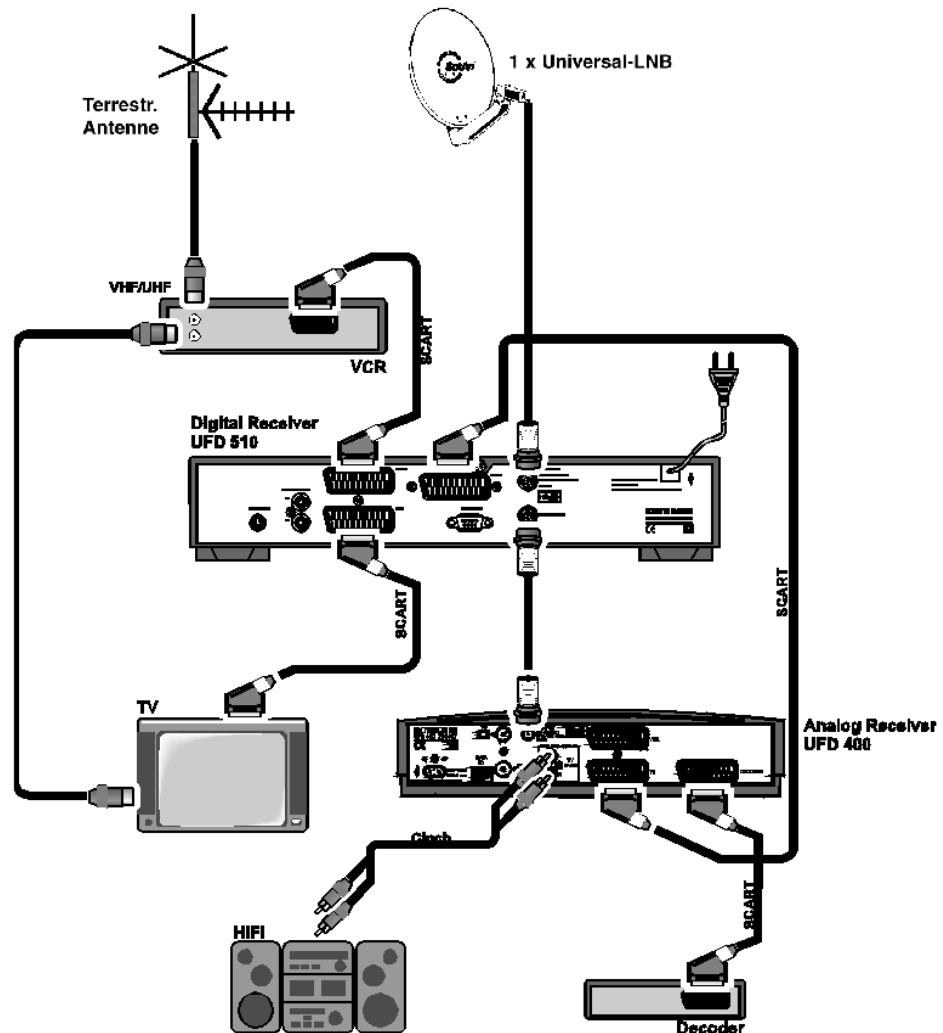 1 x Universal-LNB
Terrestr.
Antenne
VHF/UHF
SCART
VCR
Digital Receiver
UFD 510
SCART
SCART
TV
Analog Receiver
UFD 400
Cinch
SCART
HIFI
Decoder